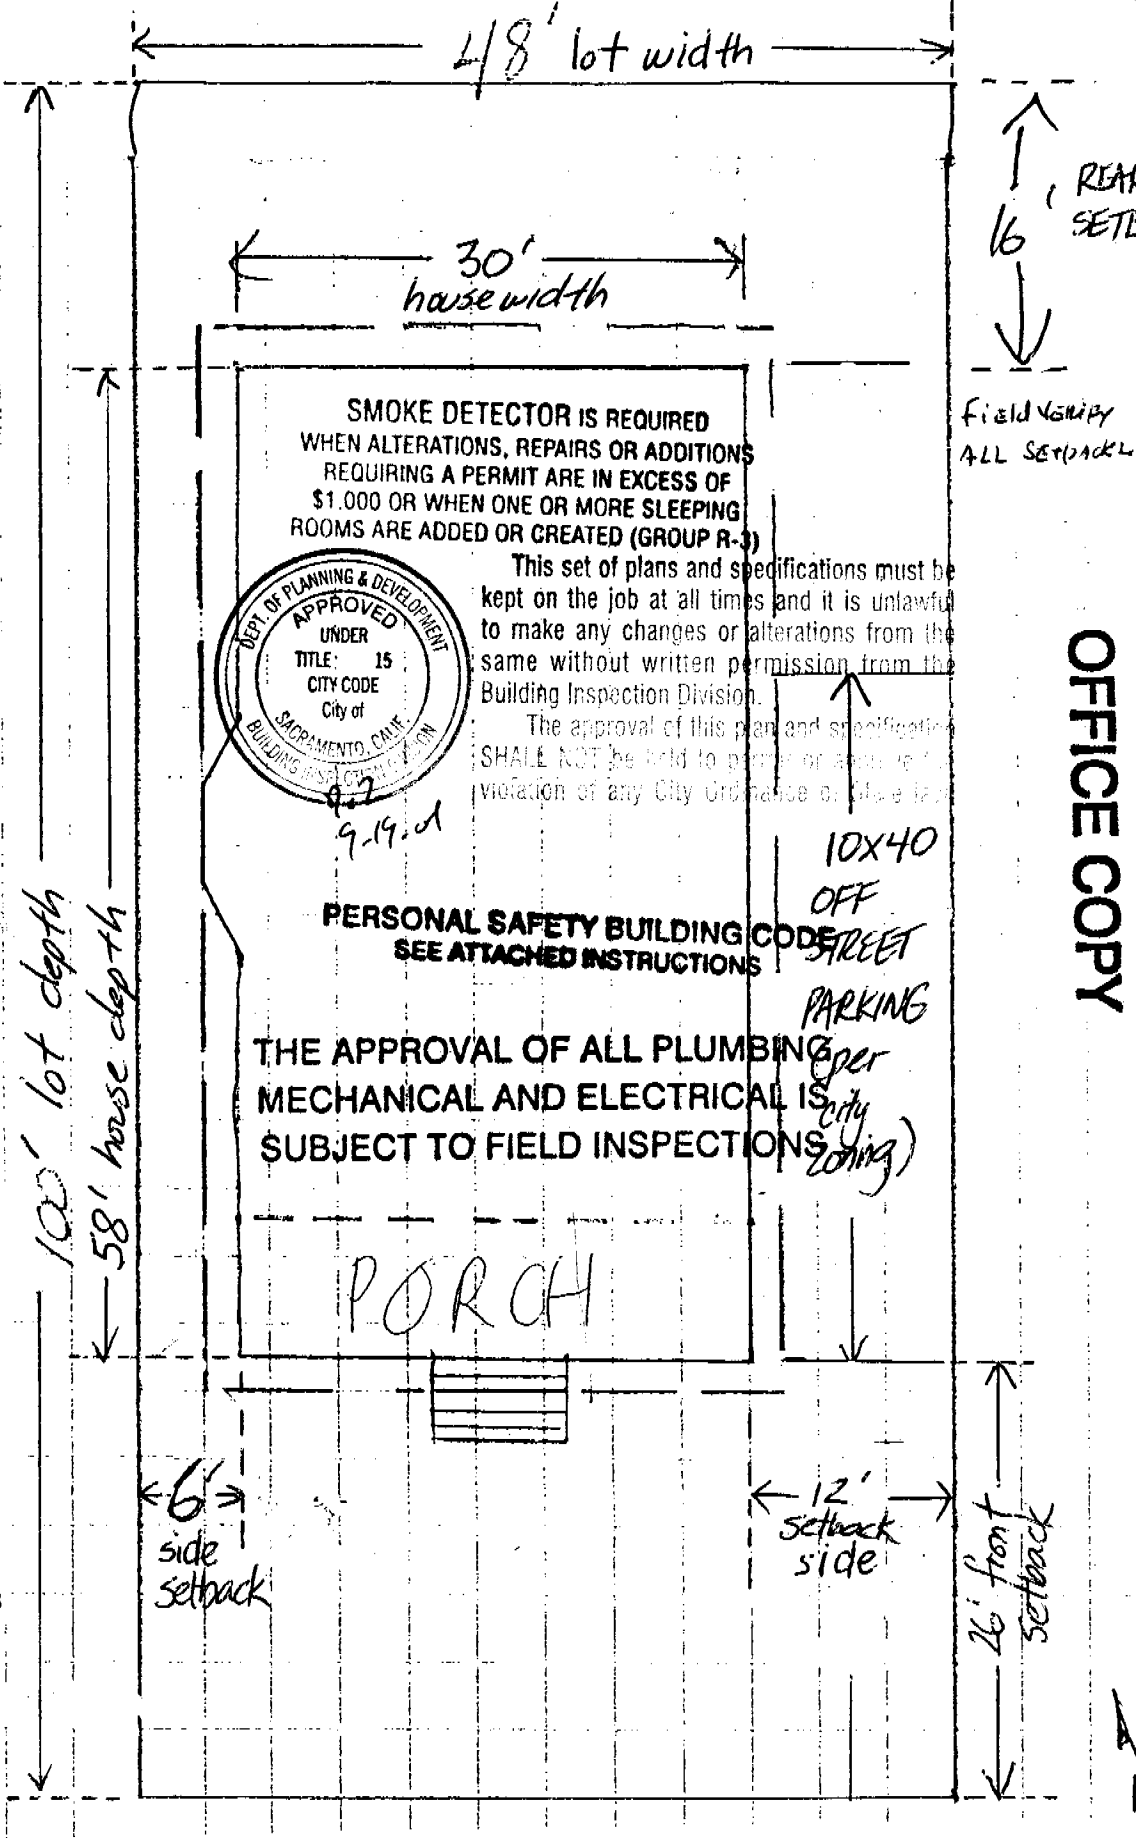 48' lot width
16' REAR
30'
house width
SMOKE DETECTOR IS REQUIRED
WHEN ALTERATIONS, REPAIRS OR ADDITIONS
REQUIRING A PERMIT ARE IN EXCESS OF
$1.000 OR WHEN ONE OR MORE SLEEPING
ROOMS ARE ADDED OR CREATED (GROUP R-3)
Field Verify
ALL
This set of plans and specifications must be
kept on the job at all times and it is unlawful
to make any changes or alterations from the
same without written permission from the
Building Inspection Division.
The approval of this plan and specification
SHALL NOT be held to permit or
violation of any City Ordinance or State law
DEPT. OF PLANNING & DEVELOPMENT
APPROVED
UNDER
TITLE: 15
CITY CODE
City of
SACRAMENTO, CALIF.
BUILDING INSPECTION DIVISION
OFFICE COPY
10X40
OFF
STREET
PARKING
(per
city
zoning)
PERSONAL SAFETY BUILDING CODE
SEE ATTACHED INSTRUCTIONS
THE APPROVAL OF ALL PLUMBING,
MECHANICAL AND ELECTRICAL IS
SUBJECT TO FIELD INSPECTIONS
100' lot depth
58' house depth
PORCH
6'
side
setback
12'
setback
side
26' front
setback